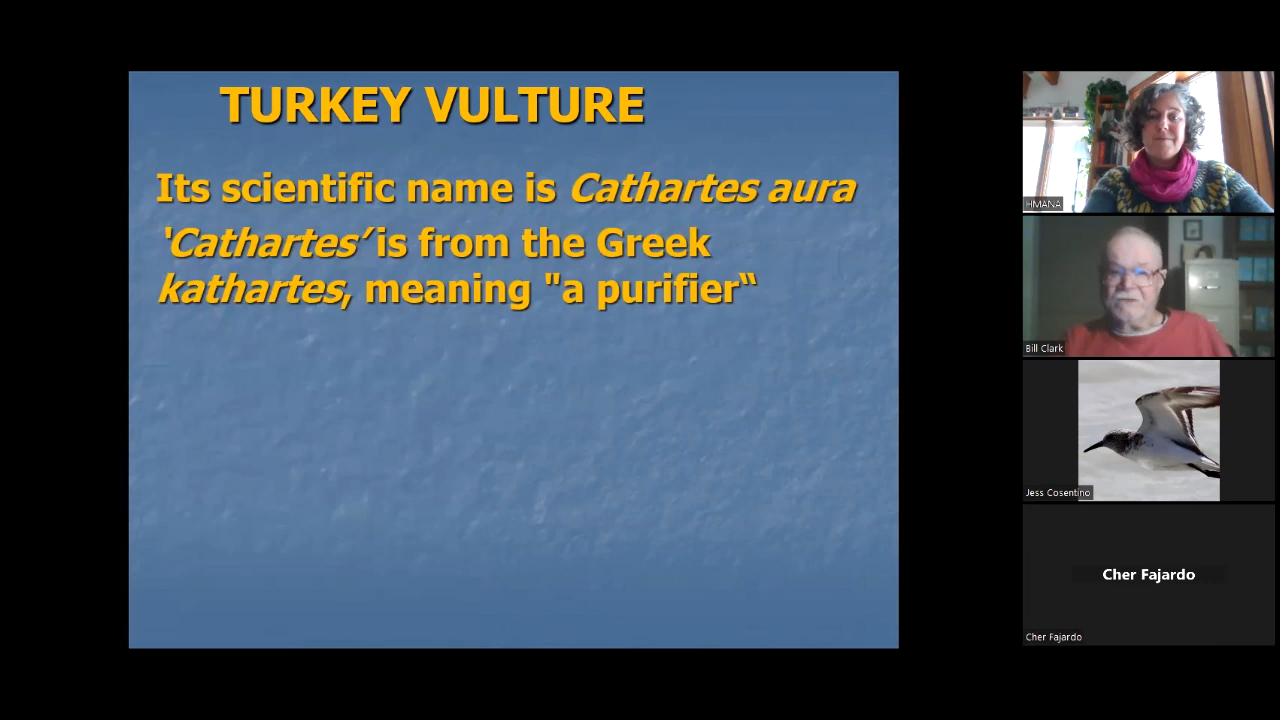 TURKEY VULTURE
Its scientific name is Cathartes aura
'Cathartes' is from the Greek
kathartes, meaning "a purifier“
HMANA
Bill Clark
Jess Cosentino
Cher Fajardo
Cher Fajardo